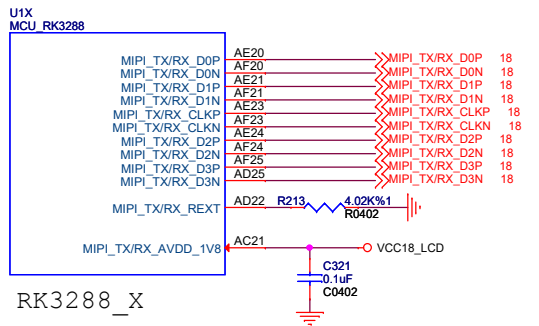 U1X
MCU_RK3288
MIPI_TX/RX_D0P AE20 MIPI_TX/RX_D0P 18
MIPI_TX/RX_D0N AF20 MIPI_TX/RX_D0N 18
MIPI_TX/RX_D1P AE21 MIPI_TX/RX_D1P 18
MIPI_TX/RX_D1N AF21 MIPI_TX/RX_D1N 18
MIPI_TX/RX_CLKP AE23 MIPI_TX/RX_CLKP 18
MIPI_TX/RX_CLKN AF23 MIPI_TX/RX_CLKN 18
MIPI_TX/RX_D2P AE24 MIPI_TX/RX_D2P 18
MIPI_TX/RX_D2N AF24 MIPI_TX/RX_D2N 18
MIPI_TX/RX_D3P AF25 MIPI_TX/RX_D3P 18
MIPI_TX/RX_D3N AD25 MIPI_TX/RX_D3N 18
MIPI_TX/RX_REXT AD22 R213 4.02K%1
R0402
MIPI_TX/RX_AVDD_1V8 AC21 VCC18_LCD
C321
0.1uF
C0402
RK3288_X